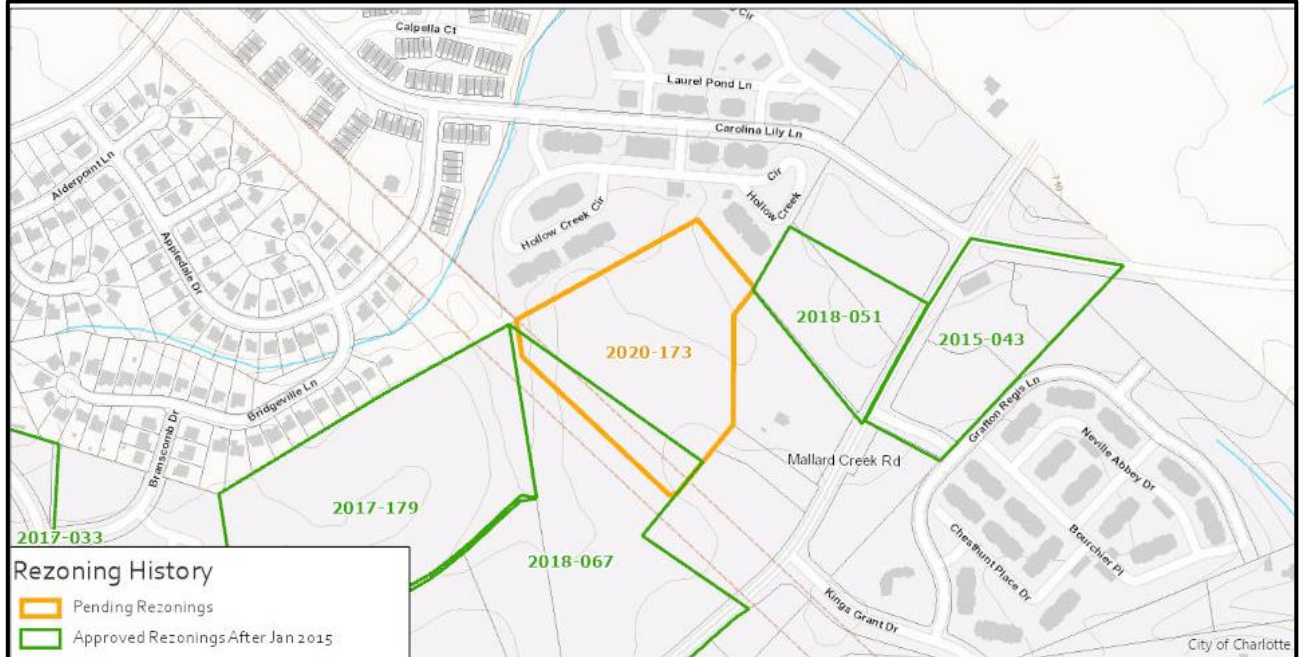 Cir
Calpella Ct
Laurel Pond Ln
Carolina Lily Ln
Alderpoint Ln
Cir
Hollow Creek
740
Hollow Creek Cir
Appledale Dr
2018-051
2015-043
2020-173
Bridgeville Ln
Grafton Regis Ln
Branscomb Dr
Neville Abbey Dr
Mallard Creek Rd
2017-179
2017-033
2018-067
Bourchier Pl
Cheshunt Place Dr
Kings Grant Dr
Rezoning History
Pending Rezonings
Approved Rezonings After Jan 2015
City of Charlotte